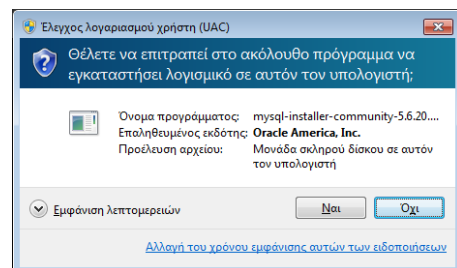 Έλεγχος λογαριασμού χρήστη (UAC)
Θέλετε να επιτραπεί στο ακόλουθο πρόγραμμα να
εγκαταστήσει λογισμικό σε αυτόν τον υπολογιστή;
Όνομα προγράμματος: mysql-installer-community-5.6.20....
Επαληθευμένος εκδότης: Oracle America, Inc.
Προέλευση αρχείου: Μονάδα σκληρού δίσκου σε αυτόν
τον υπολογιστή
Εμφάνιση λεπτομερειών Ναι Όχι
Αλλαγή του χρόνου εμφάνισης αυτών των ειδοποιήσεων